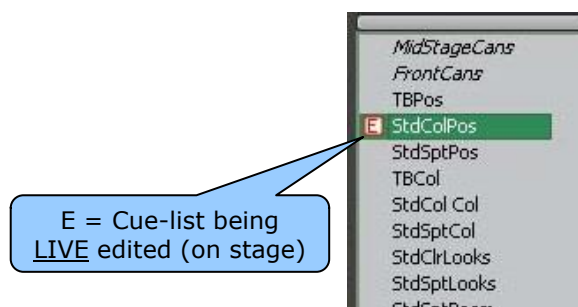 MidStageCans
FrontCans
TBPos
E StdColPos
StdSptPos
TBCol
StdCol Col
StdSptCol
StdClrLooks
StdSptLooks
E = Cue-list being
LIVE edited (on stage)